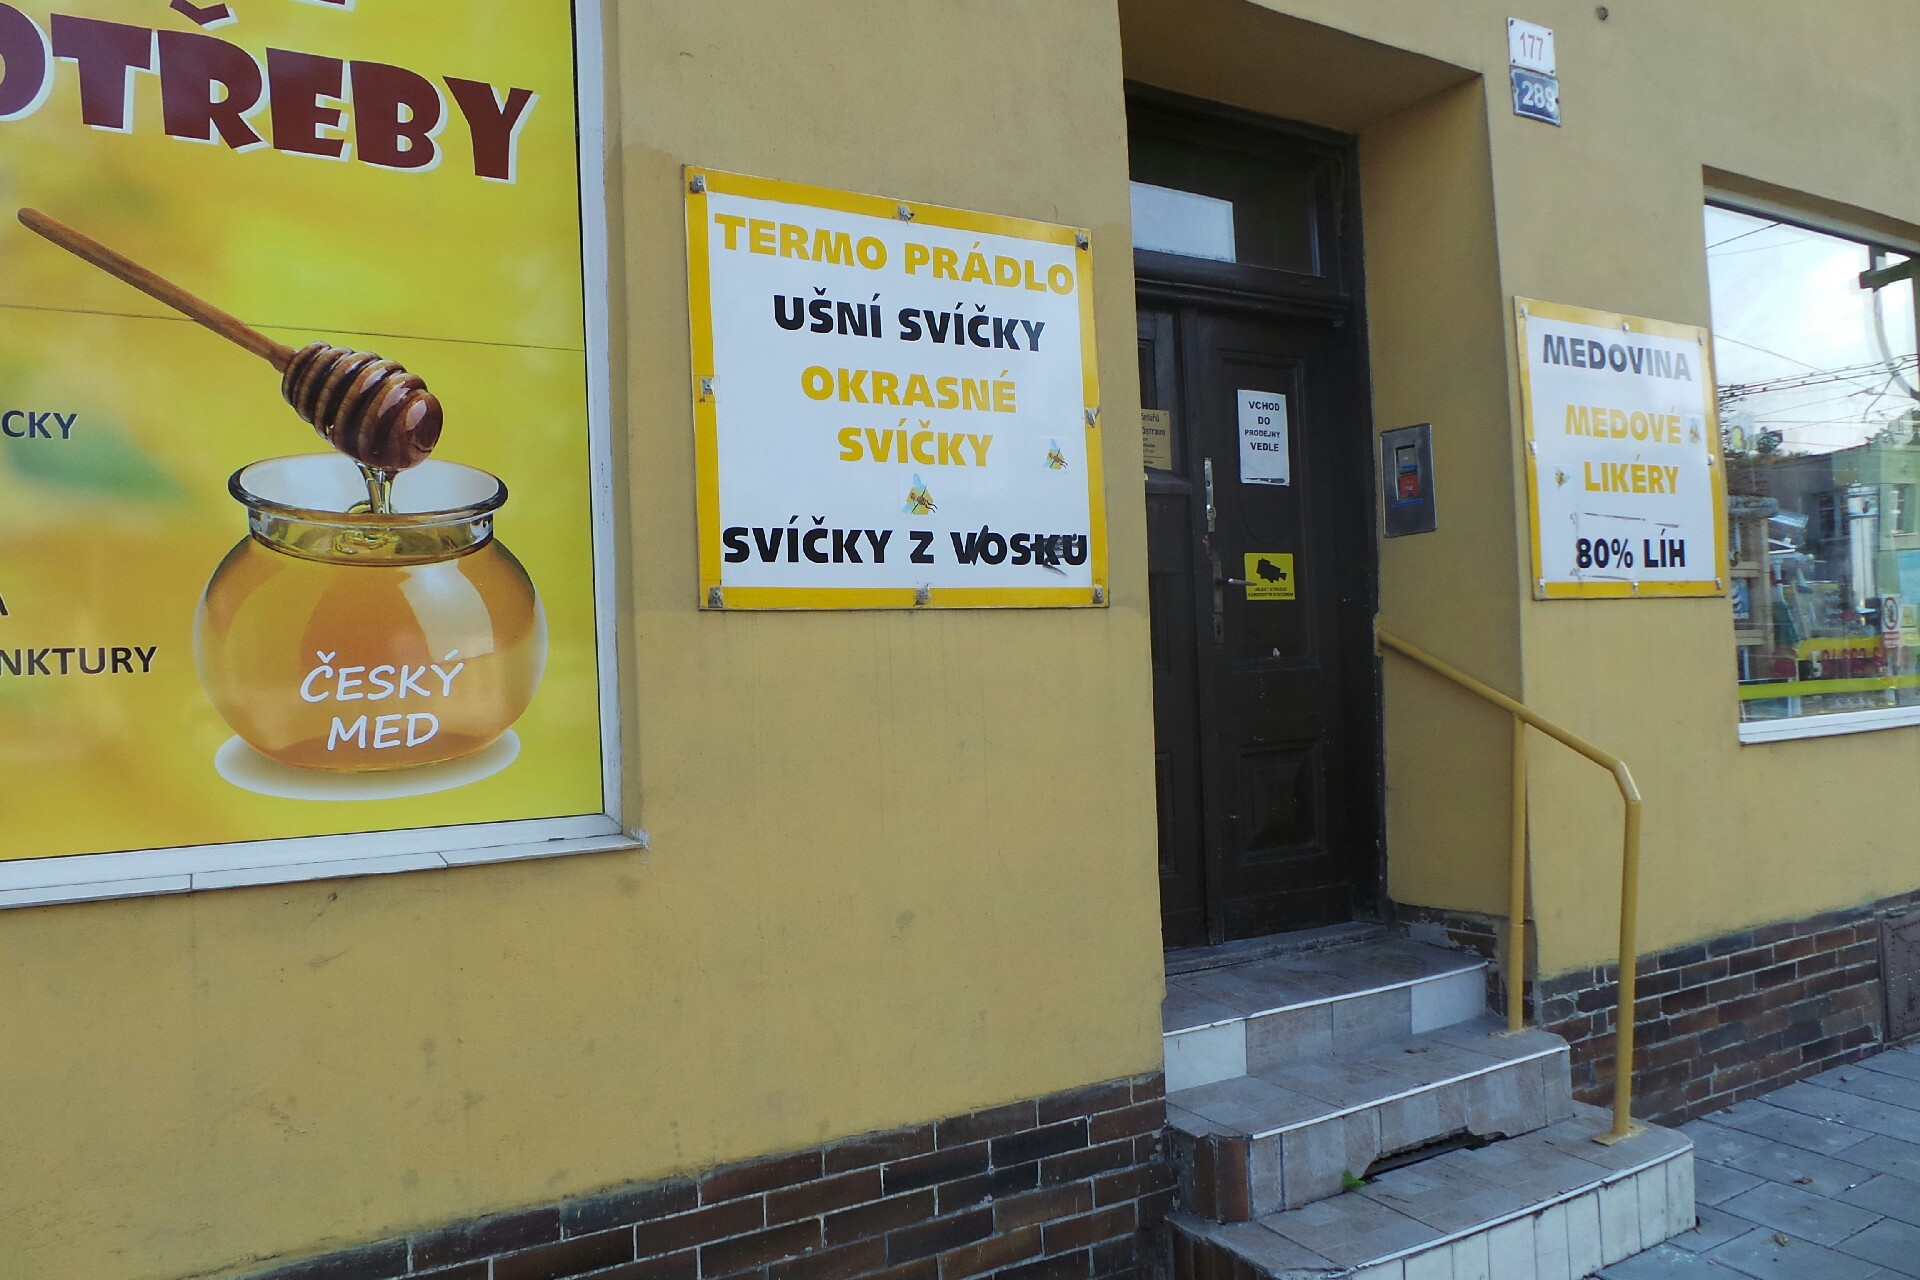 OTŘEBY
CKY
NKTURY
ČESKÝ
MED
TERMO PRÁDLO
UŠNÍ SVÍČKY
OKRASNÉ
SVÍČKY
SVÍČKY Z VOSKU
VCHOD
DO
PRODEJNY
VEDLE
177
289
MEDOVINA
MEDOVÉ
LIKÉRY
80% LÍH